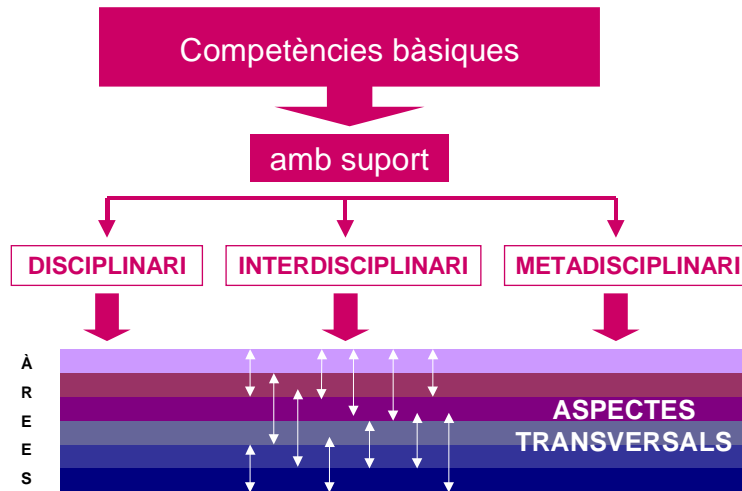 Competències bàsiques
amb suport
DISCIPLINARI
INTERDISCIPLINARI
METADISCIPLINARI
À
R
E
E
S
ASPECTES
TRANSVERSALS